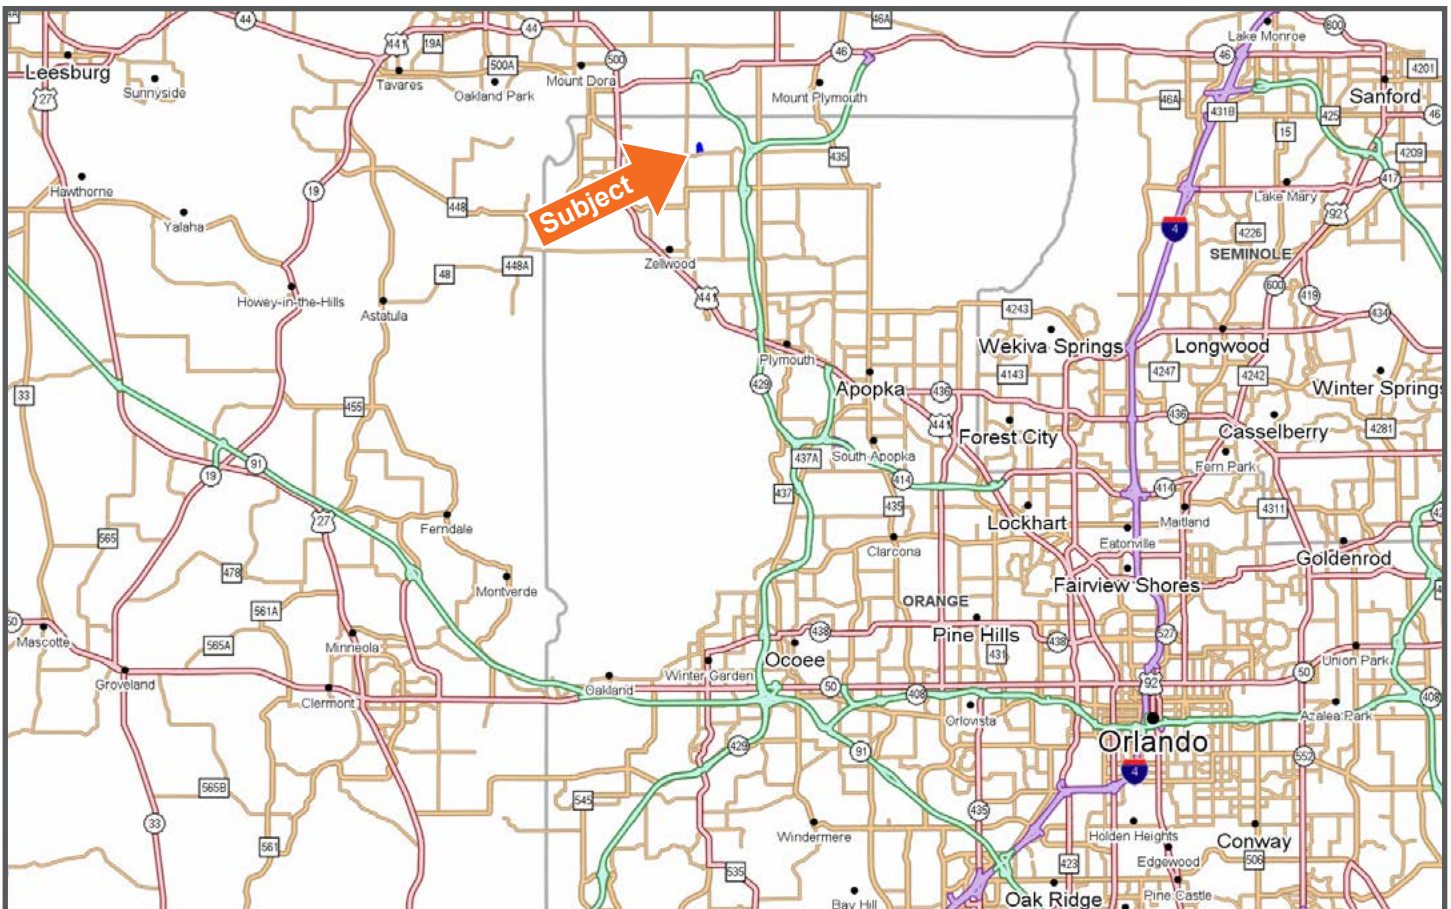 44
46A
Lake Monroe
600
4A
441
19A
44
500
46
46
Leesburg
Sunnyside
Tavares
500A
Oakland Park
Mount Dora
Mount Plymouth
4201
27
46A
431B
425
Sanford
46
15
435
4209
Hawthorne
19
448
Subject
417
Lake Mary
92
Yalaha
4
4226
SEMINOLE
448A
48
Zellwood
Howey-in-the-Hills
Astatula
441
600
419
4243
434
Wekiva Springs
Longwood
Plymouth
429
Apopka
436
4143
4247
4242
Winter Springs
33
455
441
436
Forest City
Casselberry
4281
437A
South Apopka
Fern Park
19
91
414
414
437
435
4311
27
Ferndale
Lockhart
Maitland
565
Clarcona
Eatonville
Goldenrod
478
Montverde
Fairview Shores
561A
ORANGE
50
Mascotte
565A
Minneola
438
Pine Hills
438
527
431
Ocoee
Union Park
Groveland
Winter Garden
50
Oakland
50
408
92
408
Clermont
Orlovista
Azalea Park
Orlando
429
91
552
4
565B
545
435
33
Windermere
Holden Heights
Conway
561
Edgewood
506
535
423
Bay Hill
Oak Ridge
Pine Castle